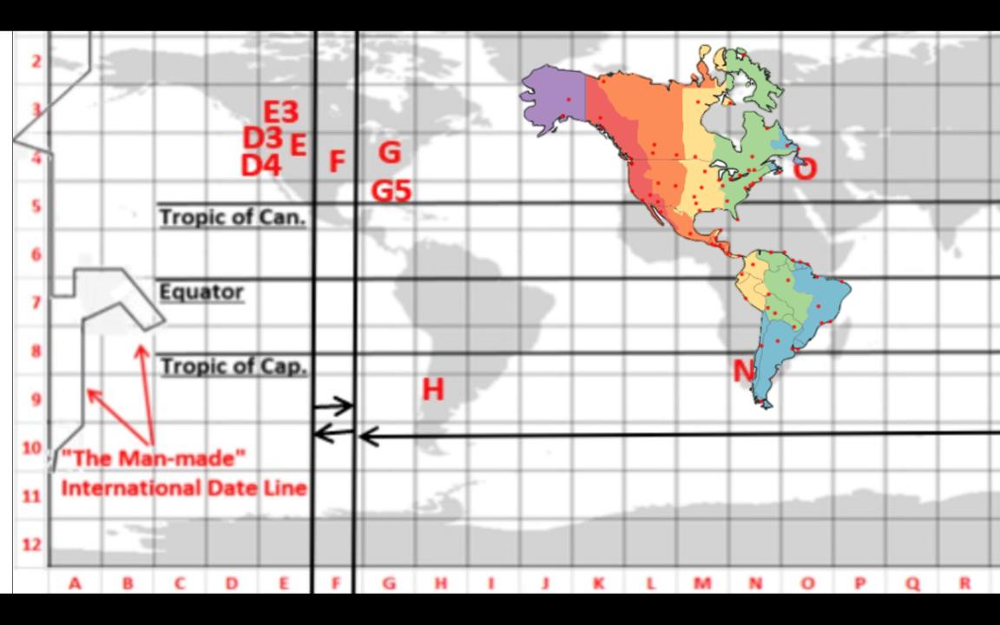 2
3
E3
D3
E
4
D4
F
G
O
G5
5
Tropic of Can.
6
Equator
7
8
Tropic of Cap.
N
H
9
10
"The Man-made"
International Date Line
11
12
A B C D E F G H I J K L M N O P Q R